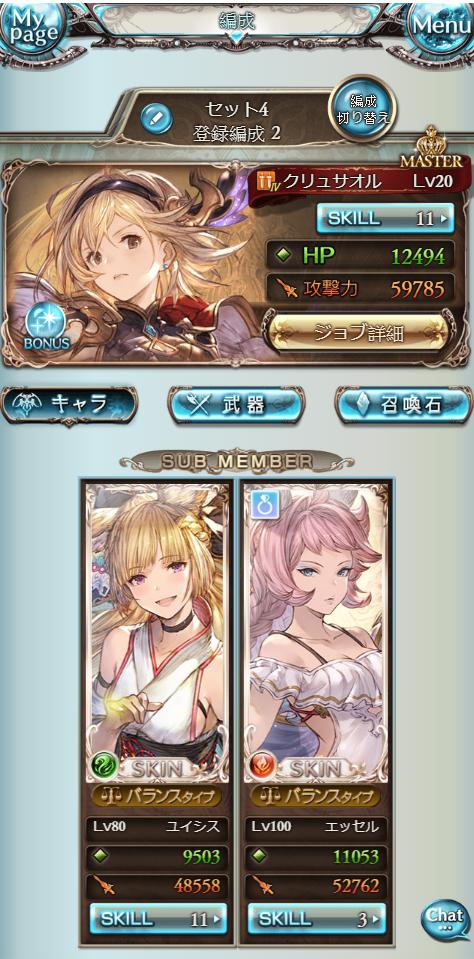 My page
編成
Menu
セット4
登録編成 2
編成
切り替え
MASTER
IV クリュサオル Lv20
SKILL 11
HP 12494
攻撃力 59785
BONUS
ジョブ詳細
キャラ
武器
召喚石
SUB MEMBER
SKIN
SKIN
バランスタイプ
バランスタイプ
Lv80 ユイシス
Lv100 エッセル
9503
11053
48558
52762
SKILL 11
SKILL 3
Chat